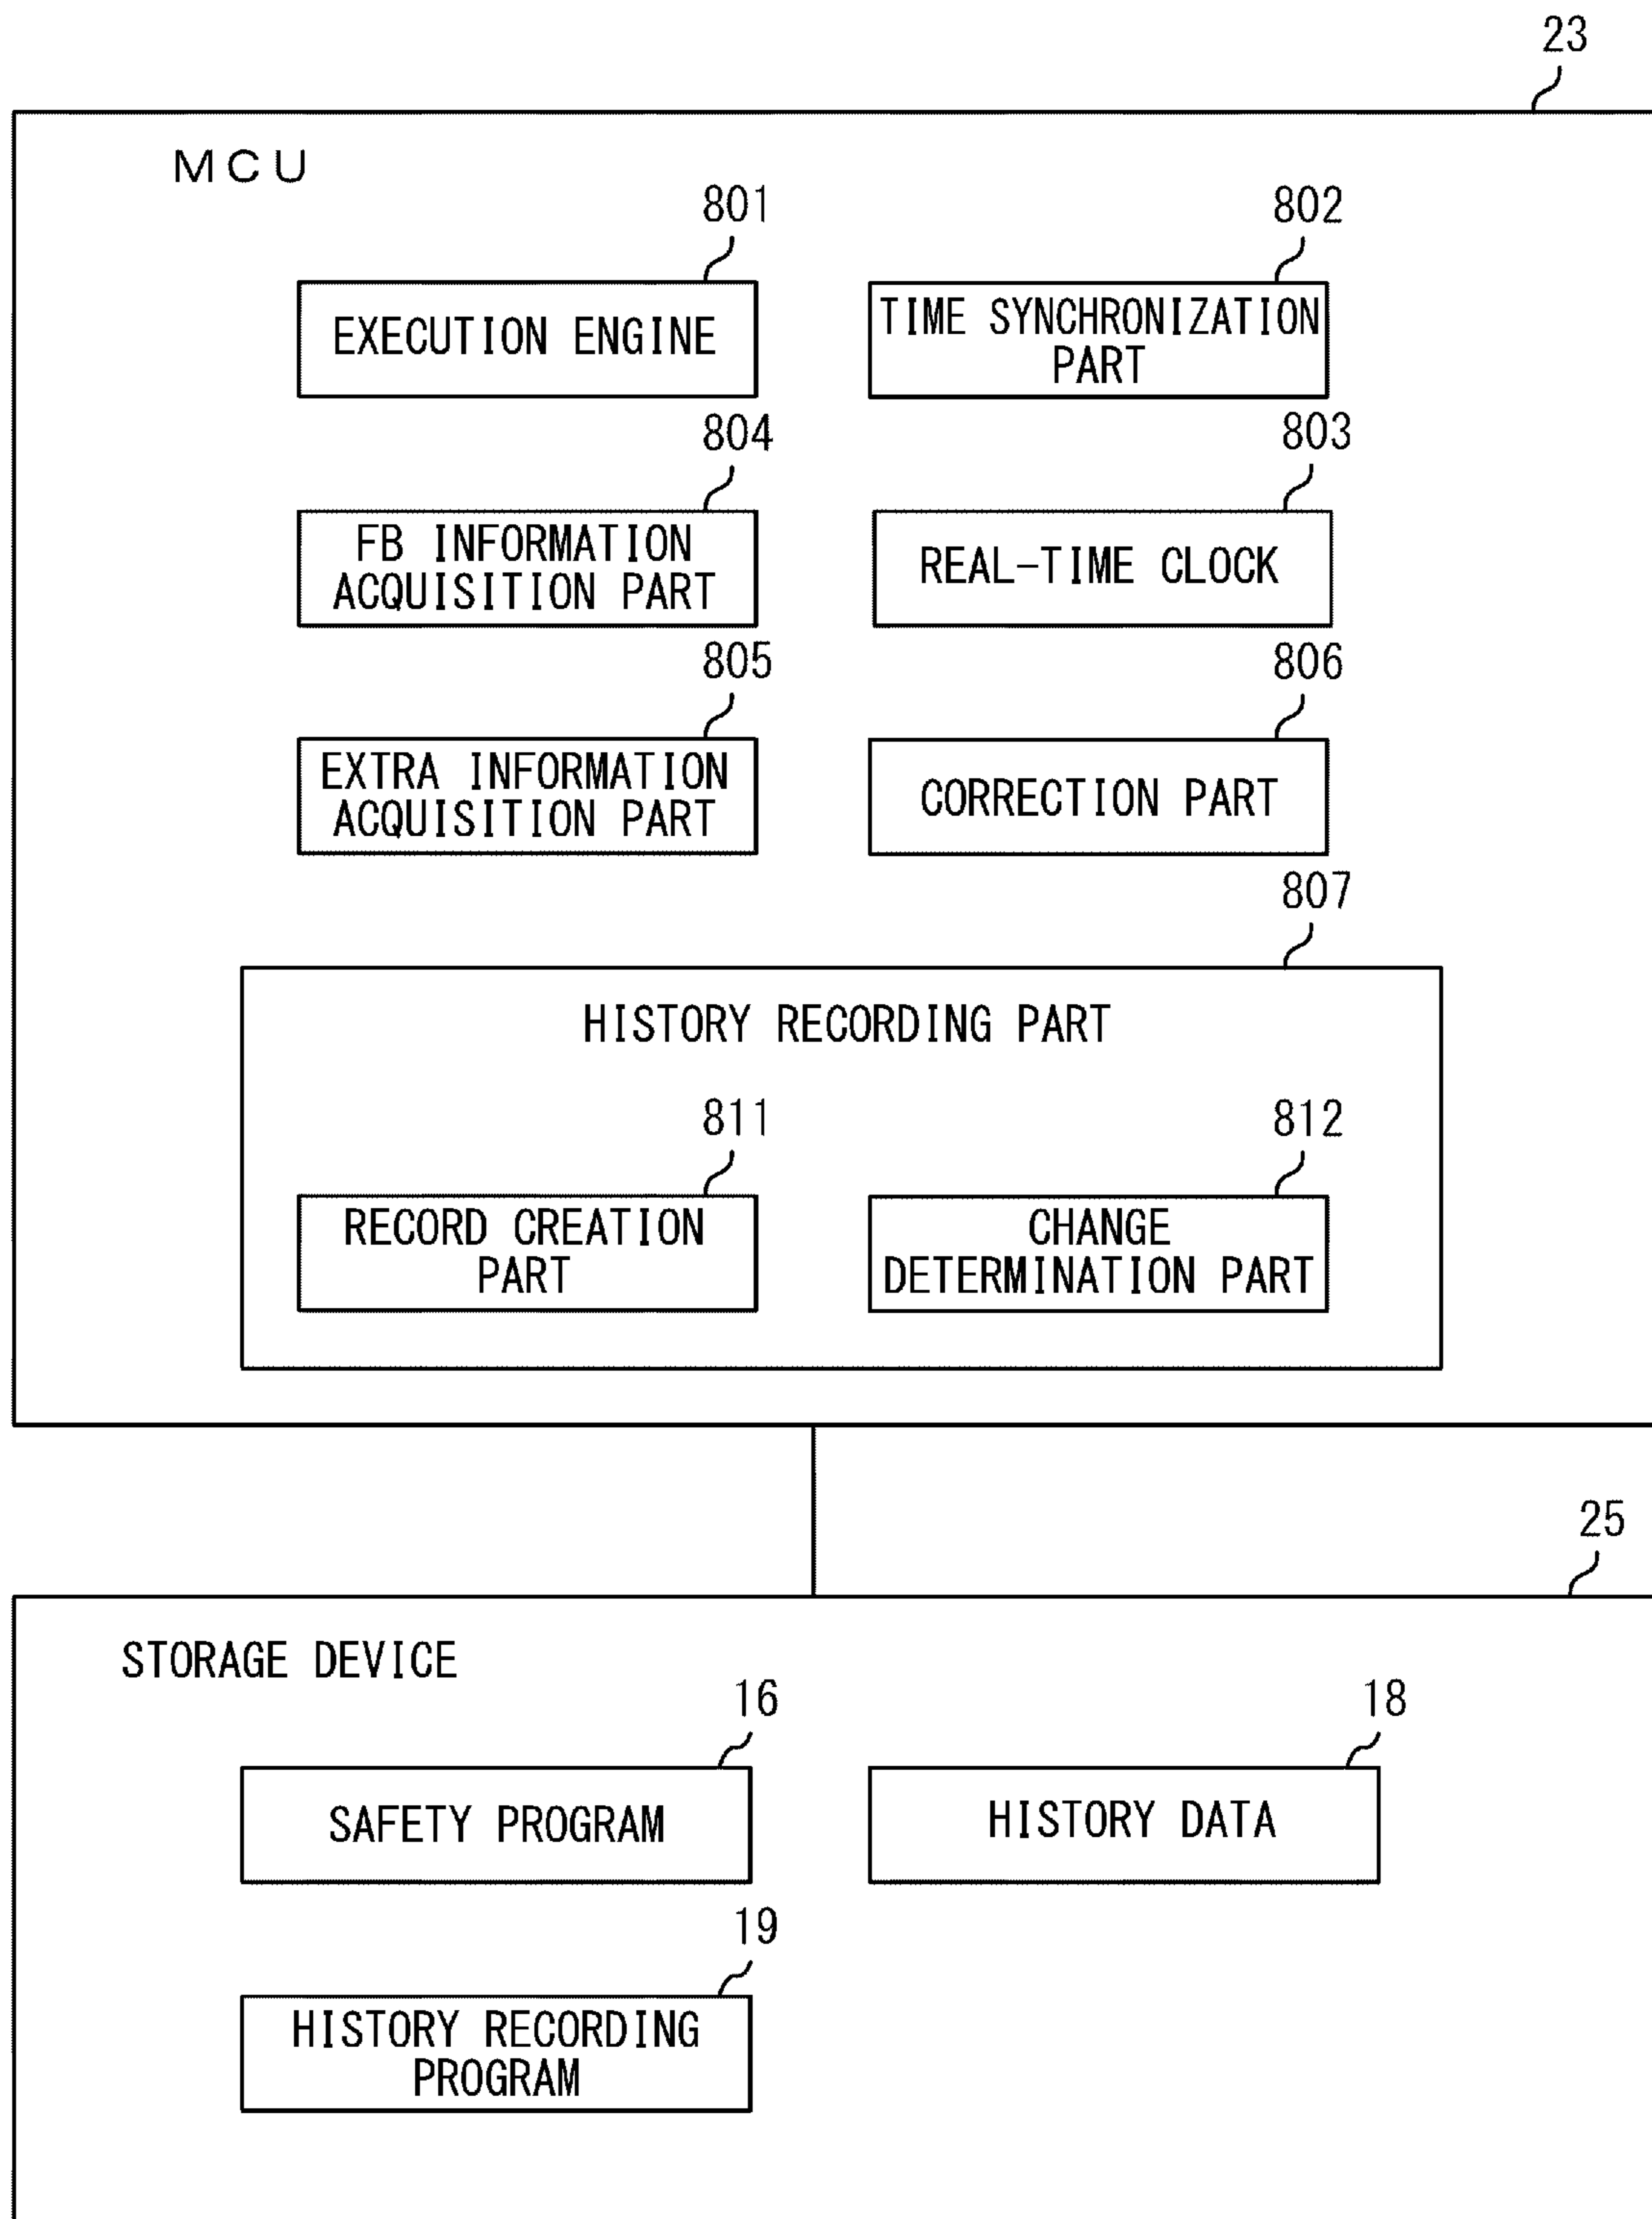 23
MCU
801
802
EXECUTION ENGINE
TIME SYNCHRONIZATION
PART
804
803
FB INFORMATION
ACQUISITION PART
REAL-TIME CLOCK
805
806
EXTRA INFORMATION
ACQUISITION PART
CORRECTION PART
807
HISTORY RECORDING PART
811
812
RECORD CREATION
PART
CHANGE
DETERMINATION PART
25
STORAGE DEVICE
16
18
SAFETY PROGRAM
HISTORY DATA
19
HISTORY RECORDING
PROGRAM